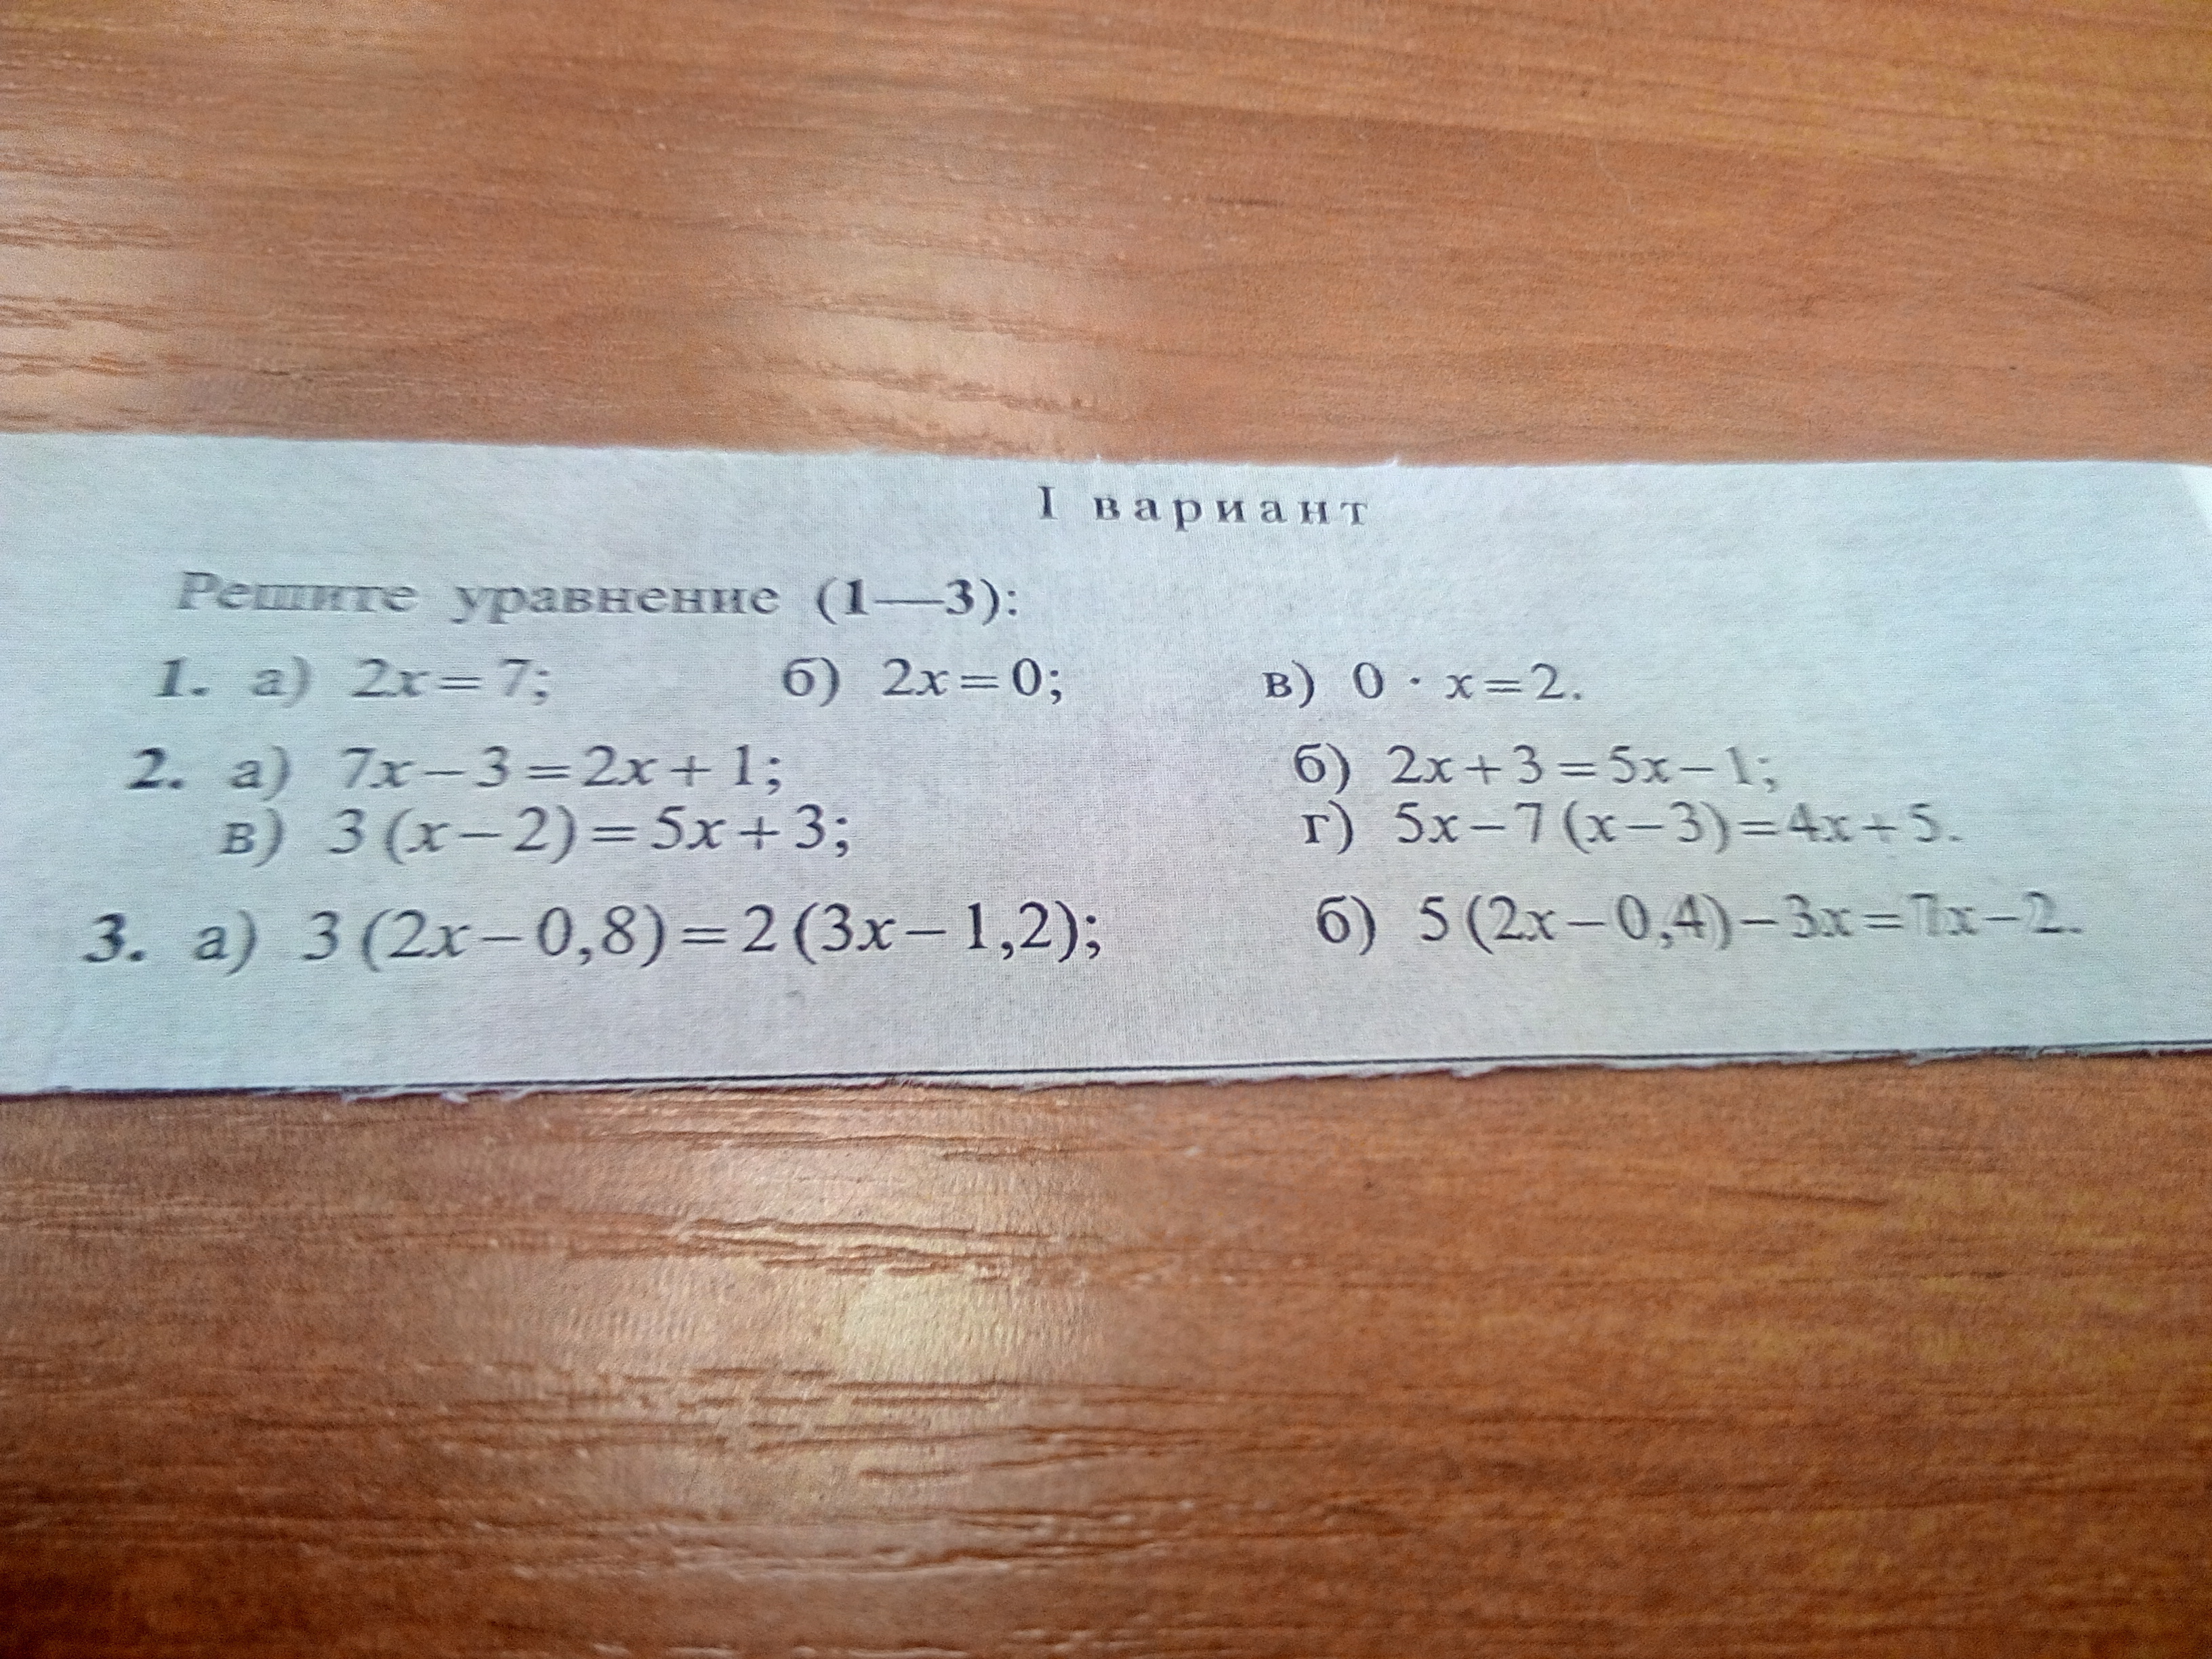 I вариант
Решите уравнение (1—3):
1. а) 2x=7; б) 2x=0; в) 0 · x=2.
2. а) 7x−3=2x+1; б) 2x+3=5x−1;
в) 3(x−2)=5x+3; г) 5x−7(x−3)=4x+5.
3. а) 3(2x−0,8)=2(3x−1,2); б) 5(2x−0,4)−3x=7x−2.